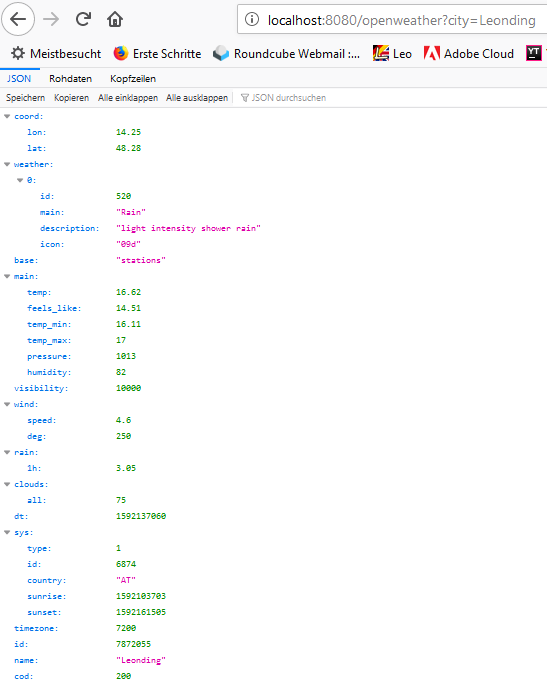 localhost:8080/openweather?city=Leonding
Meistbesucht Erste Schritte Roundcube Webmail :... Leo Adobe Cloud YT
JSON Rohdaten Kopfzeilen
Speichern Kopieren Alle einklappen Alle ausklappen JSON durchsuchen
coord:
lon: 14.25
lat: 48.28
weather:
0:
id: 520
main: "Rain"
description: "light intensity shower rain"
icon: "09d"
base: "stations"
main:
temp: 16.62
feels_like: 14.51
temp_min: 16.11
temp_max: 17
pressure: 1013
humidity: 82
visibility: 10000
wind:
speed: 4.6
deg: 250
rain:
1h: 3.05
clouds:
all: 75
dt: 1592137060
sys:
type: 1
id: 6874
country: "AT"
sunrise: 1592103703
sunset: 1592161505
timezone: 7200
id: 7872055
name: "Leonding"
cod: 200